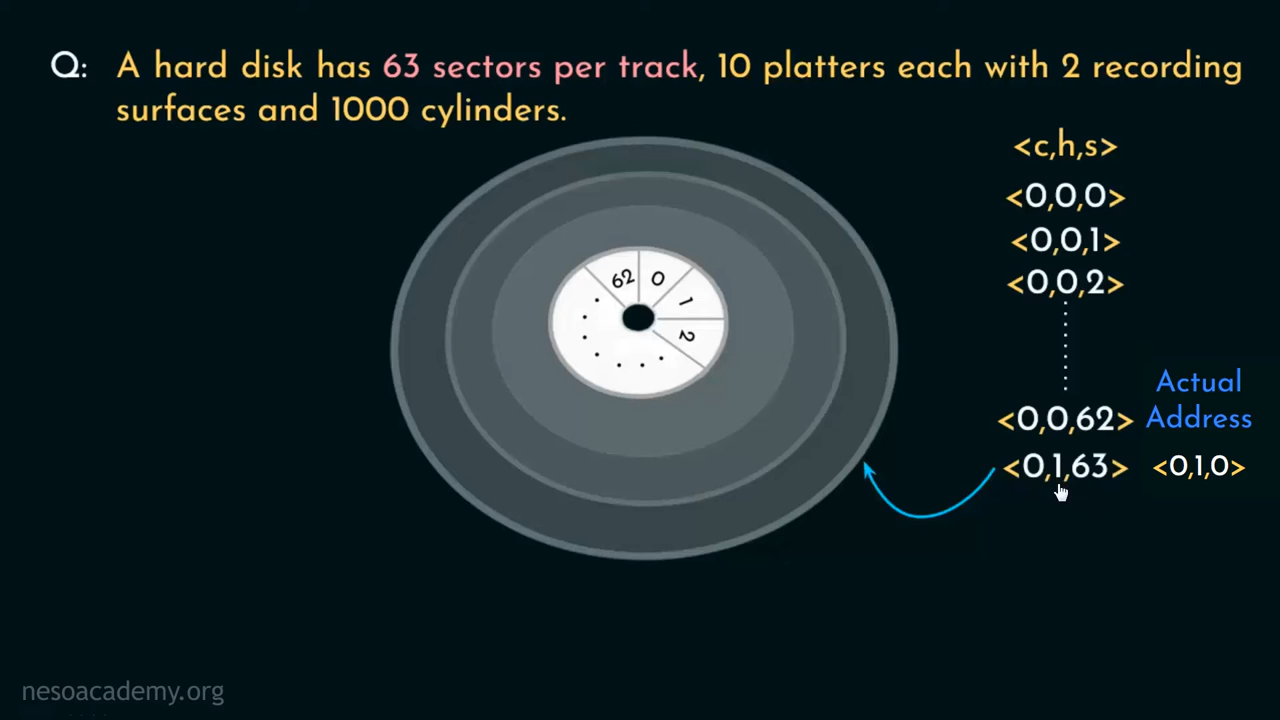 Q: A hard disk has 63 sectors per track, 10 platters each with 2 recording
surfaces and 1000 cylinders.
<c,h,s>
<0,0,0>
<0,0,1>
<0,0,2>
62 0 1 2
<0,0,62>
Actual
Address
<0,1,63> <0,1,0>
nesoacademy.org